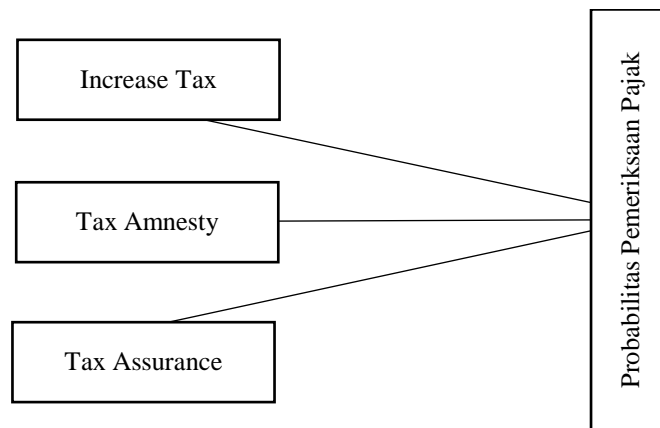 Increase Tax
Tax Amnesty
Tax Assurance
Probabilitas Pemeriksaan Pajak